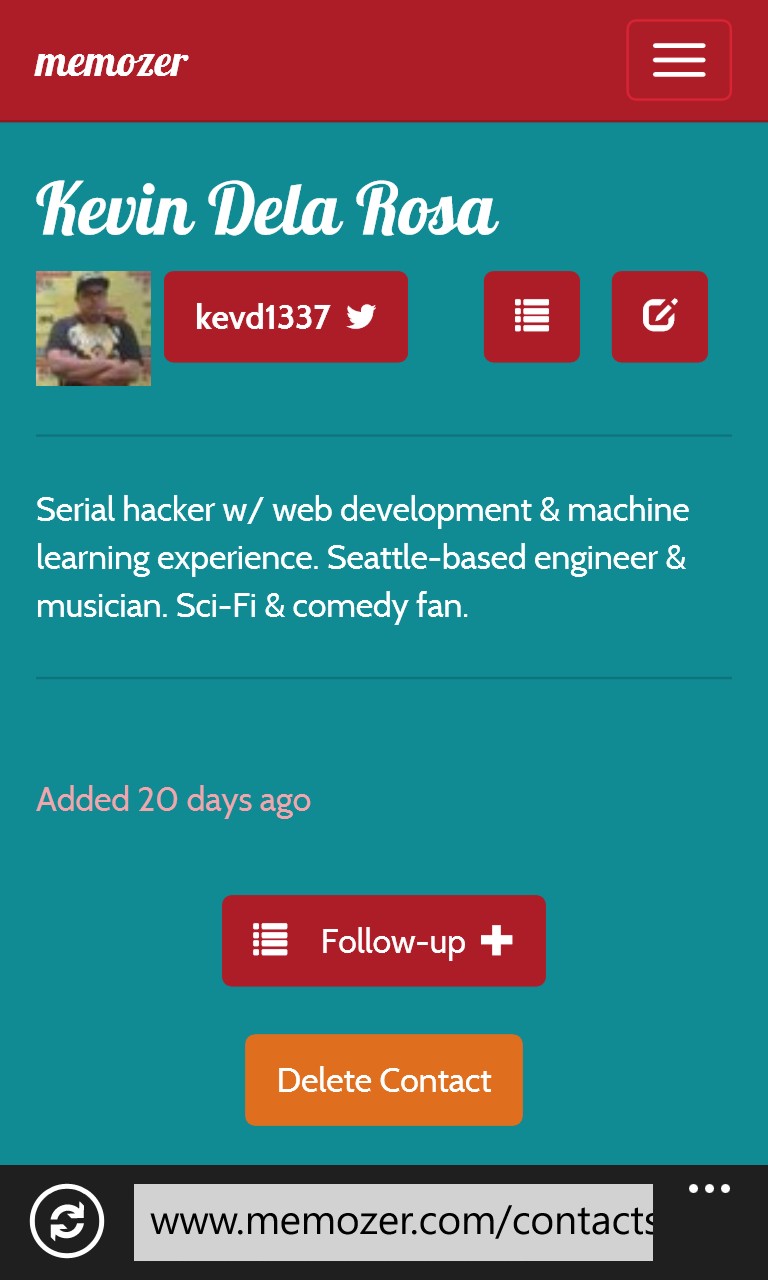 memozer
Kevin Dela Rosa
kevd1337
Serial hacker w/ web development & machine
learning experience. Seattle-based engineer &
musician. Sci-Fi & comedy fan.
Added 20 days ago
Follow-up
Delete Contact
www.memozer.com/contacts